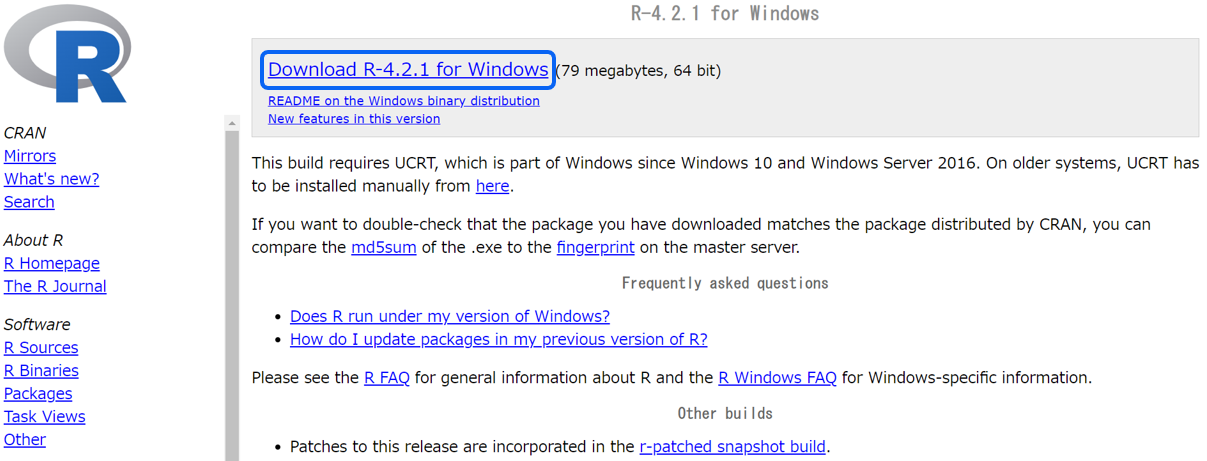 R
CRAN
Mirrors
What's new?
Search
About R
R Homepage
The R Journal
Software
R Sources
R Binaries
Packages
Task Views
Other
R-4.2.1 for Windows
Download R-4.2.1 for Windows (79 megabytes, 64 bit)
README on the Windows binary distribution
New features in this version
This build requires UCRT, which is part of Windows since Windows 10 and Windows Server 2016. On older systems, UCRT has
to be installed manually from here.
If you want to double-check that the package you have downloaded matches the package distributed by CRAN, you can
compare the md5sum of the .exe to the fingerprint on the master server.
Frequently asked questions
• Does R run under my version of Windows?
• How do I update packages in my previous version of R?
Please see the R FAQ for general information about R and the R Windows FAQ for Windows-specific information.
Other builds
• Patches to this release are incorporated in the r-patched snapshot build.